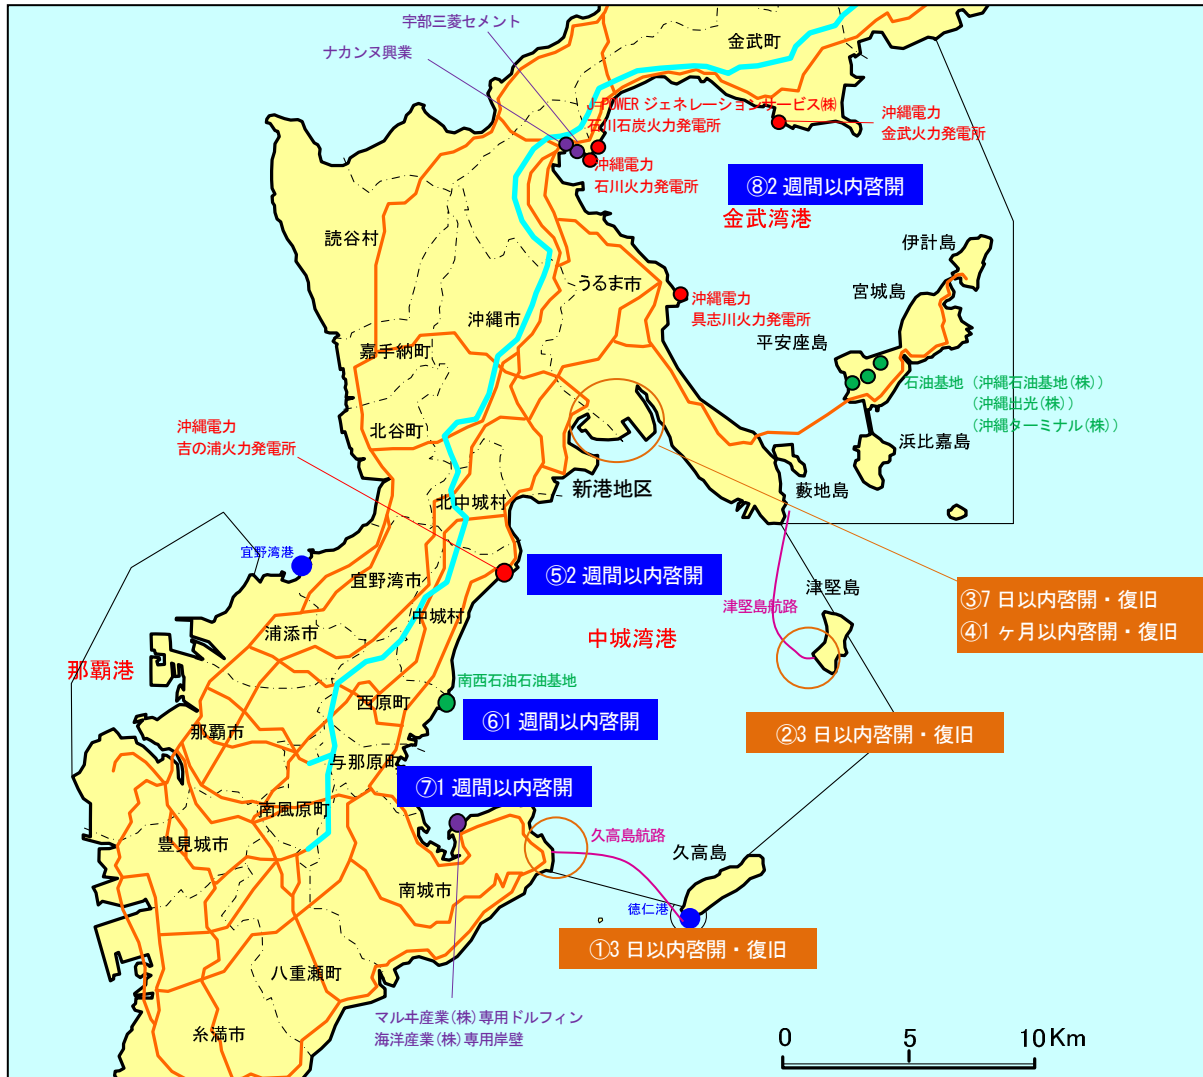 宇部三菱セメント
ナカンヌ興業
金武町
J-POWER ジェネレーションサービス㈱
石川石炭火力発電所
沖縄電力
金武火力発電所
沖縄電力
石川火力発電所
⑧2 週間以内啓開
金武湾港
読谷村
伊計島
うるま市
宮城島
沖縄電力
具志川火力発電所
沖縄市
平安座島
嘉手納町
石油基地（沖縄石油基地(株)）
（沖縄出光(株)）
（沖縄ターミナル(株)）
沖縄電力
吉の浦火力発電所
北谷町
浜比嘉島
新港地区
藪地島
北中城村
宜野湾港
宜野湾市
⑤2 週間以内啓開
津堅島
③7 日以内啓開・復旧
④1 ヶ月以内啓開・復旧
津堅島航路
中城村
浦添市
中城湾港
那覇港
南西石油石油基地
西原町
⑥1 週間以内啓開
那覇市
②3 日以内啓開・復旧
与那原町
⑦1 週間以内啓開
南風原町
豊見城市
久高島航路
久高島
南城市
徳仁港
①3 日以内啓開・復旧
八重瀬町
マルヰ産業(株)専用ドルフィン
海洋産業(株)専用岸壁
糸満市
0 5 10Km